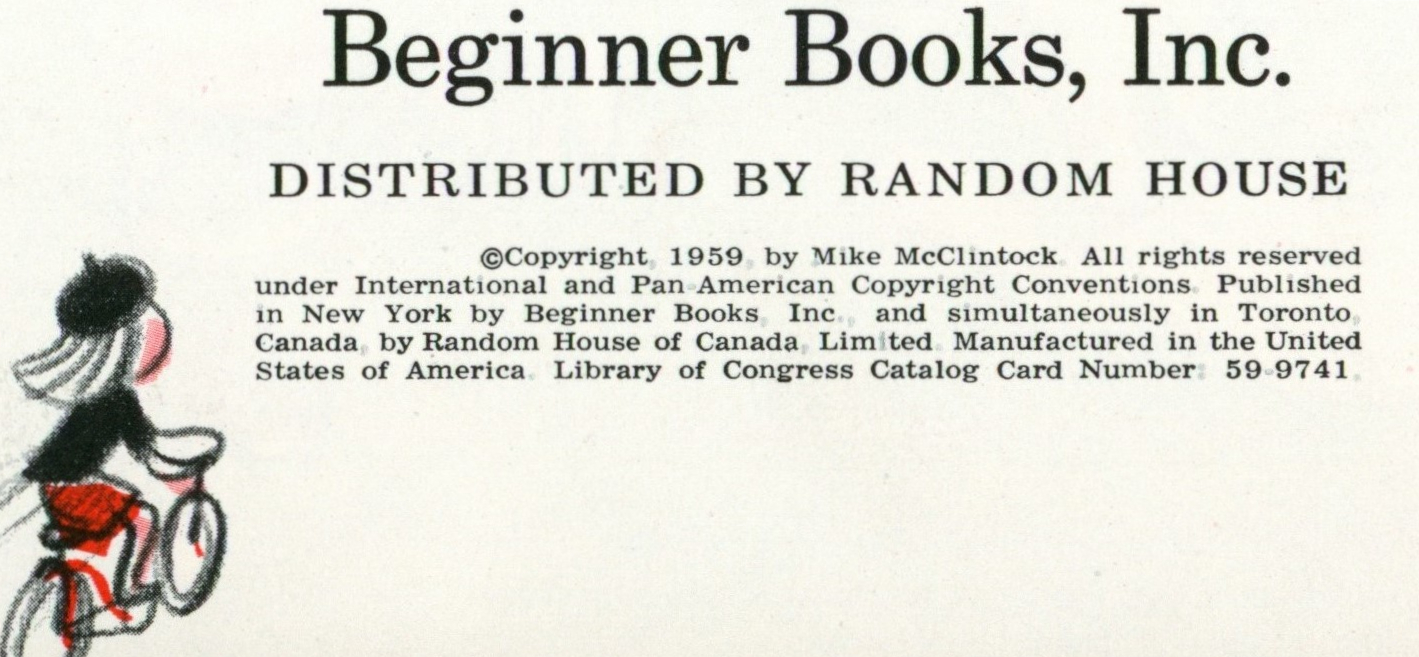 Beginner Books, Inc.
DISTRIBUTED BY RANDOM HOUSE
©Copyright, 1959, by Mike McClintock. All rights reserved
under International and Pan-American Copyright Conventions. Published
in New York by Beginner Books, Inc., and simultaneously in Toronto,
Canada, by Random House of Canada, Limited. Manufactured in the United
States of America. Library of Congress Catalog Card Number: 59-9741.